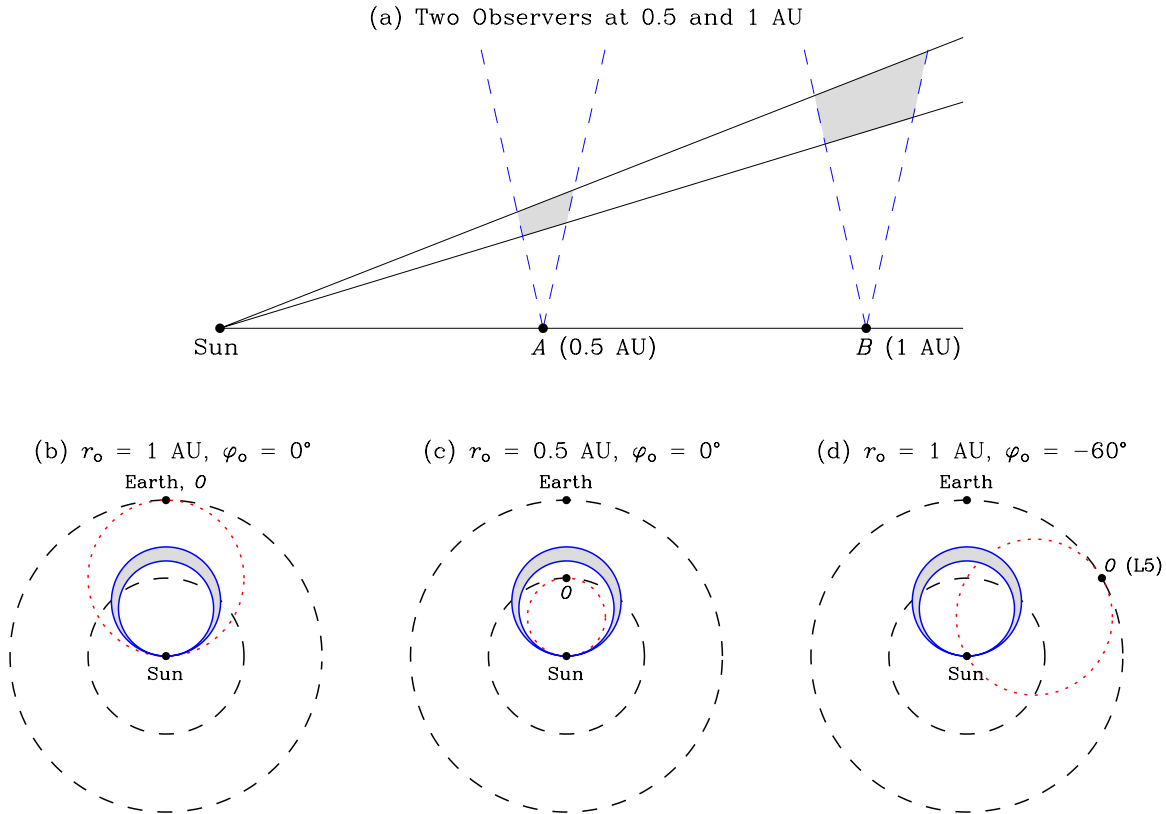 (a) Two Observers at 0.5 and 1 AU
Sun
A (0.5 AU)
B (1 AU)
(b) r₀ = 1 AU, φ₀ = 0°
Earth, O
Sun
(c) r₀ = 0.5 AU, φ₀ = 0°
Earth
O
Sun
(d) r₀ = 1 AU, φ₀ = −60°
Earth
O (L5)
Sun